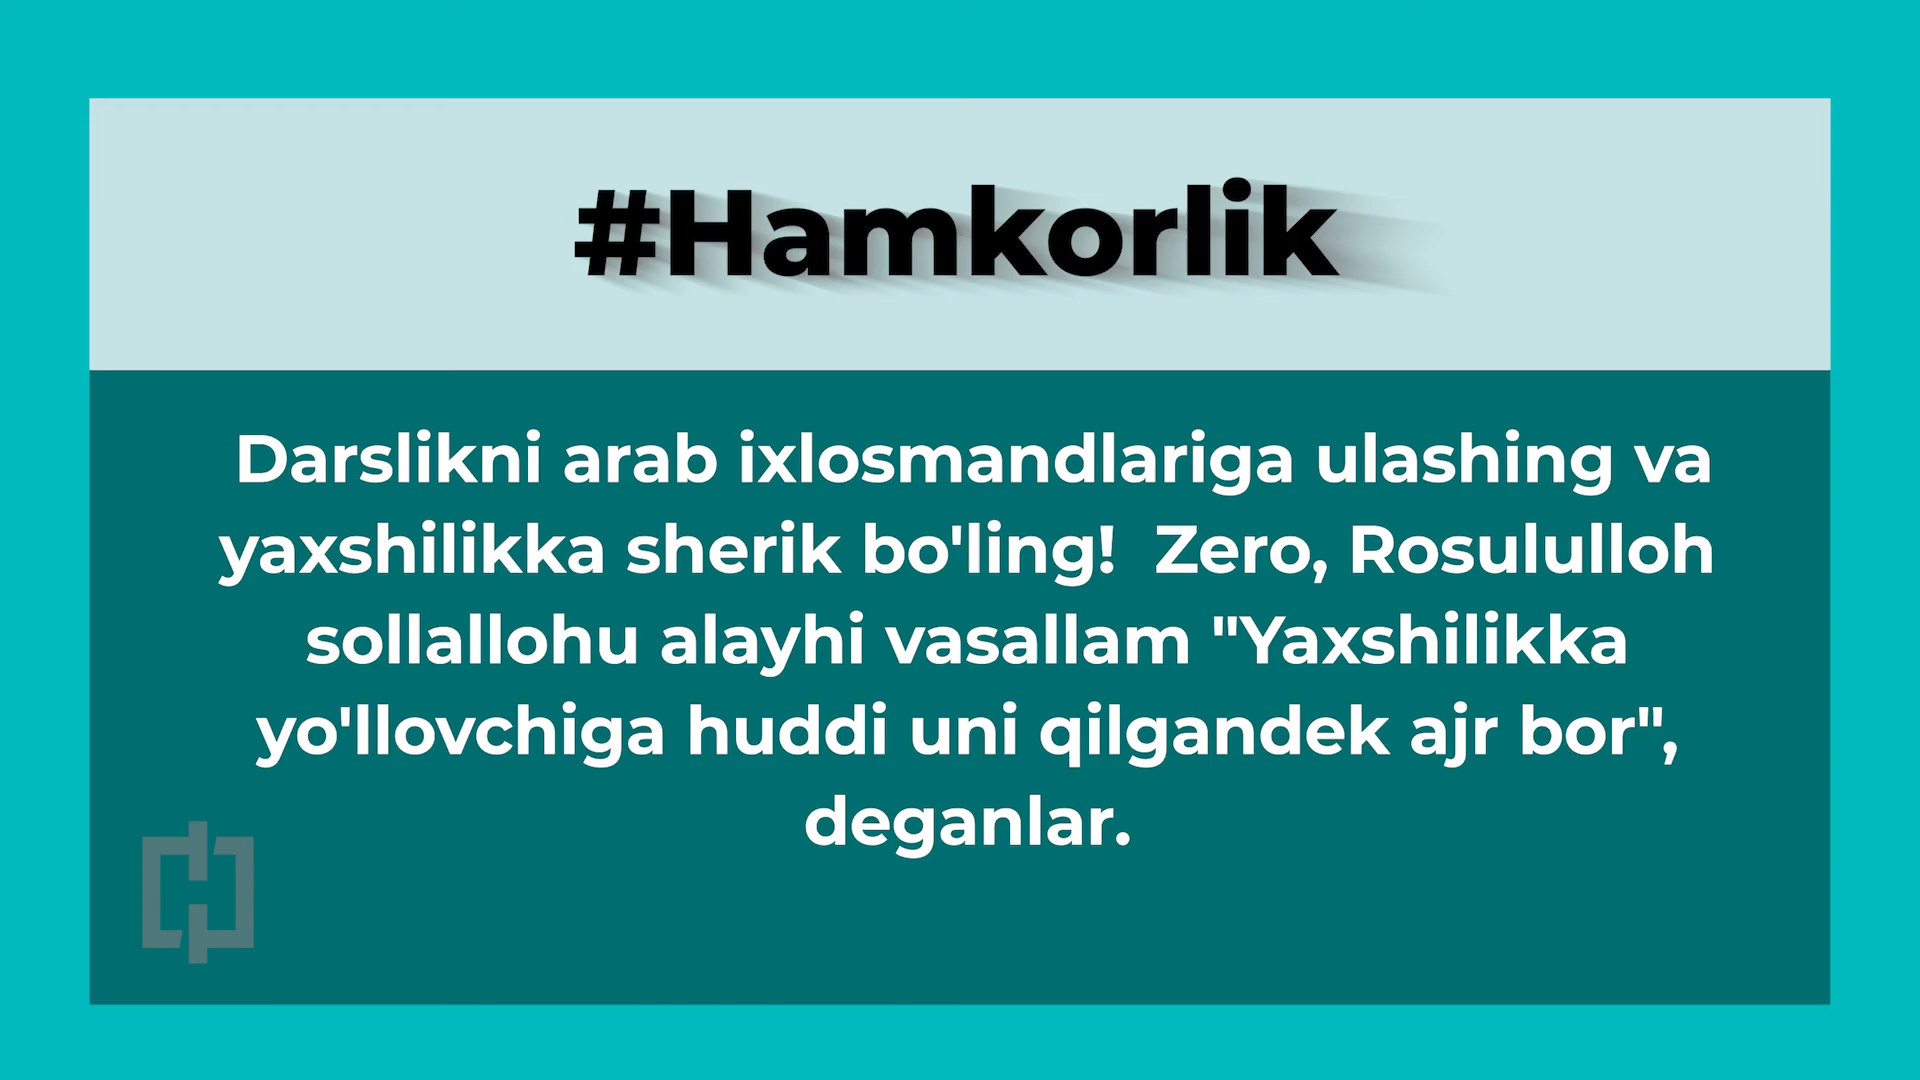 #Hamkorlik
Darslikni arab ixlosmandlariga ulashing va
yaxshilikka sherik bo'ling!  Zero, Rosululloh
sollallohu alayhi vasallam "Yaxshilikka
yo'llovchiga huddi uni qilgandek ajr bor",
deganlar.